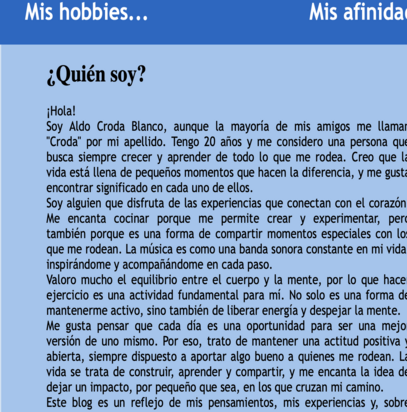 Mis hobbies...
Mis afinidad
¿Quién soy?
¡Hola!
Soy Aldo Croda Blanco, aunque la mayoría de mis amigos me llaman
"Croda" por mi apellido. Tengo 20 años y me considero una persona que
busca siempre crecer y aprender de todo lo que me rodea. Creo que la
vida está llena de pequeños momentos que hacen la diferencia, y me gusta
encontrar significado en cada uno de ellos.
Soy alguien que disfruta de las experiencias que conectan con el corazón.
Me encanta cocinar porque me permite crear y experimentar, pero
también porque es una forma de compartir momentos especiales con los
que me rodean. La música es como una banda sonora constante en mi vida,
inspirándome y acompañándome en cada paso.
Valoro mucho el equilibrio entre el cuerpo y la mente, por lo que hacer
ejercicio es una actividad fundamental para mí. No solo es una forma de
mantenerme activo, sino también de liberar energía y despejar la mente.
Me gusta pensar que cada día es una oportunidad para ser una mejor
versión de uno mismo. Por eso, trato de mantener una actitud positiva y
abierta, siempre dispuesto a aportar algo bueno a quienes me rodean. La
vida se trata de construir, aprender y compartir, y me encanta la idea de
dejar un impacto, por pequeño que sea, en los que cruzan mi camino.
Este blog es un reflejo de mis pensamientos, mis experiencias y, sobre